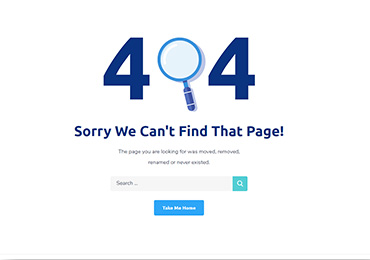 404
Sorry We Can't Find That Page!
The page you are looking for was moved, removed,
renamed or never existed.
Search ...
Take Me Home